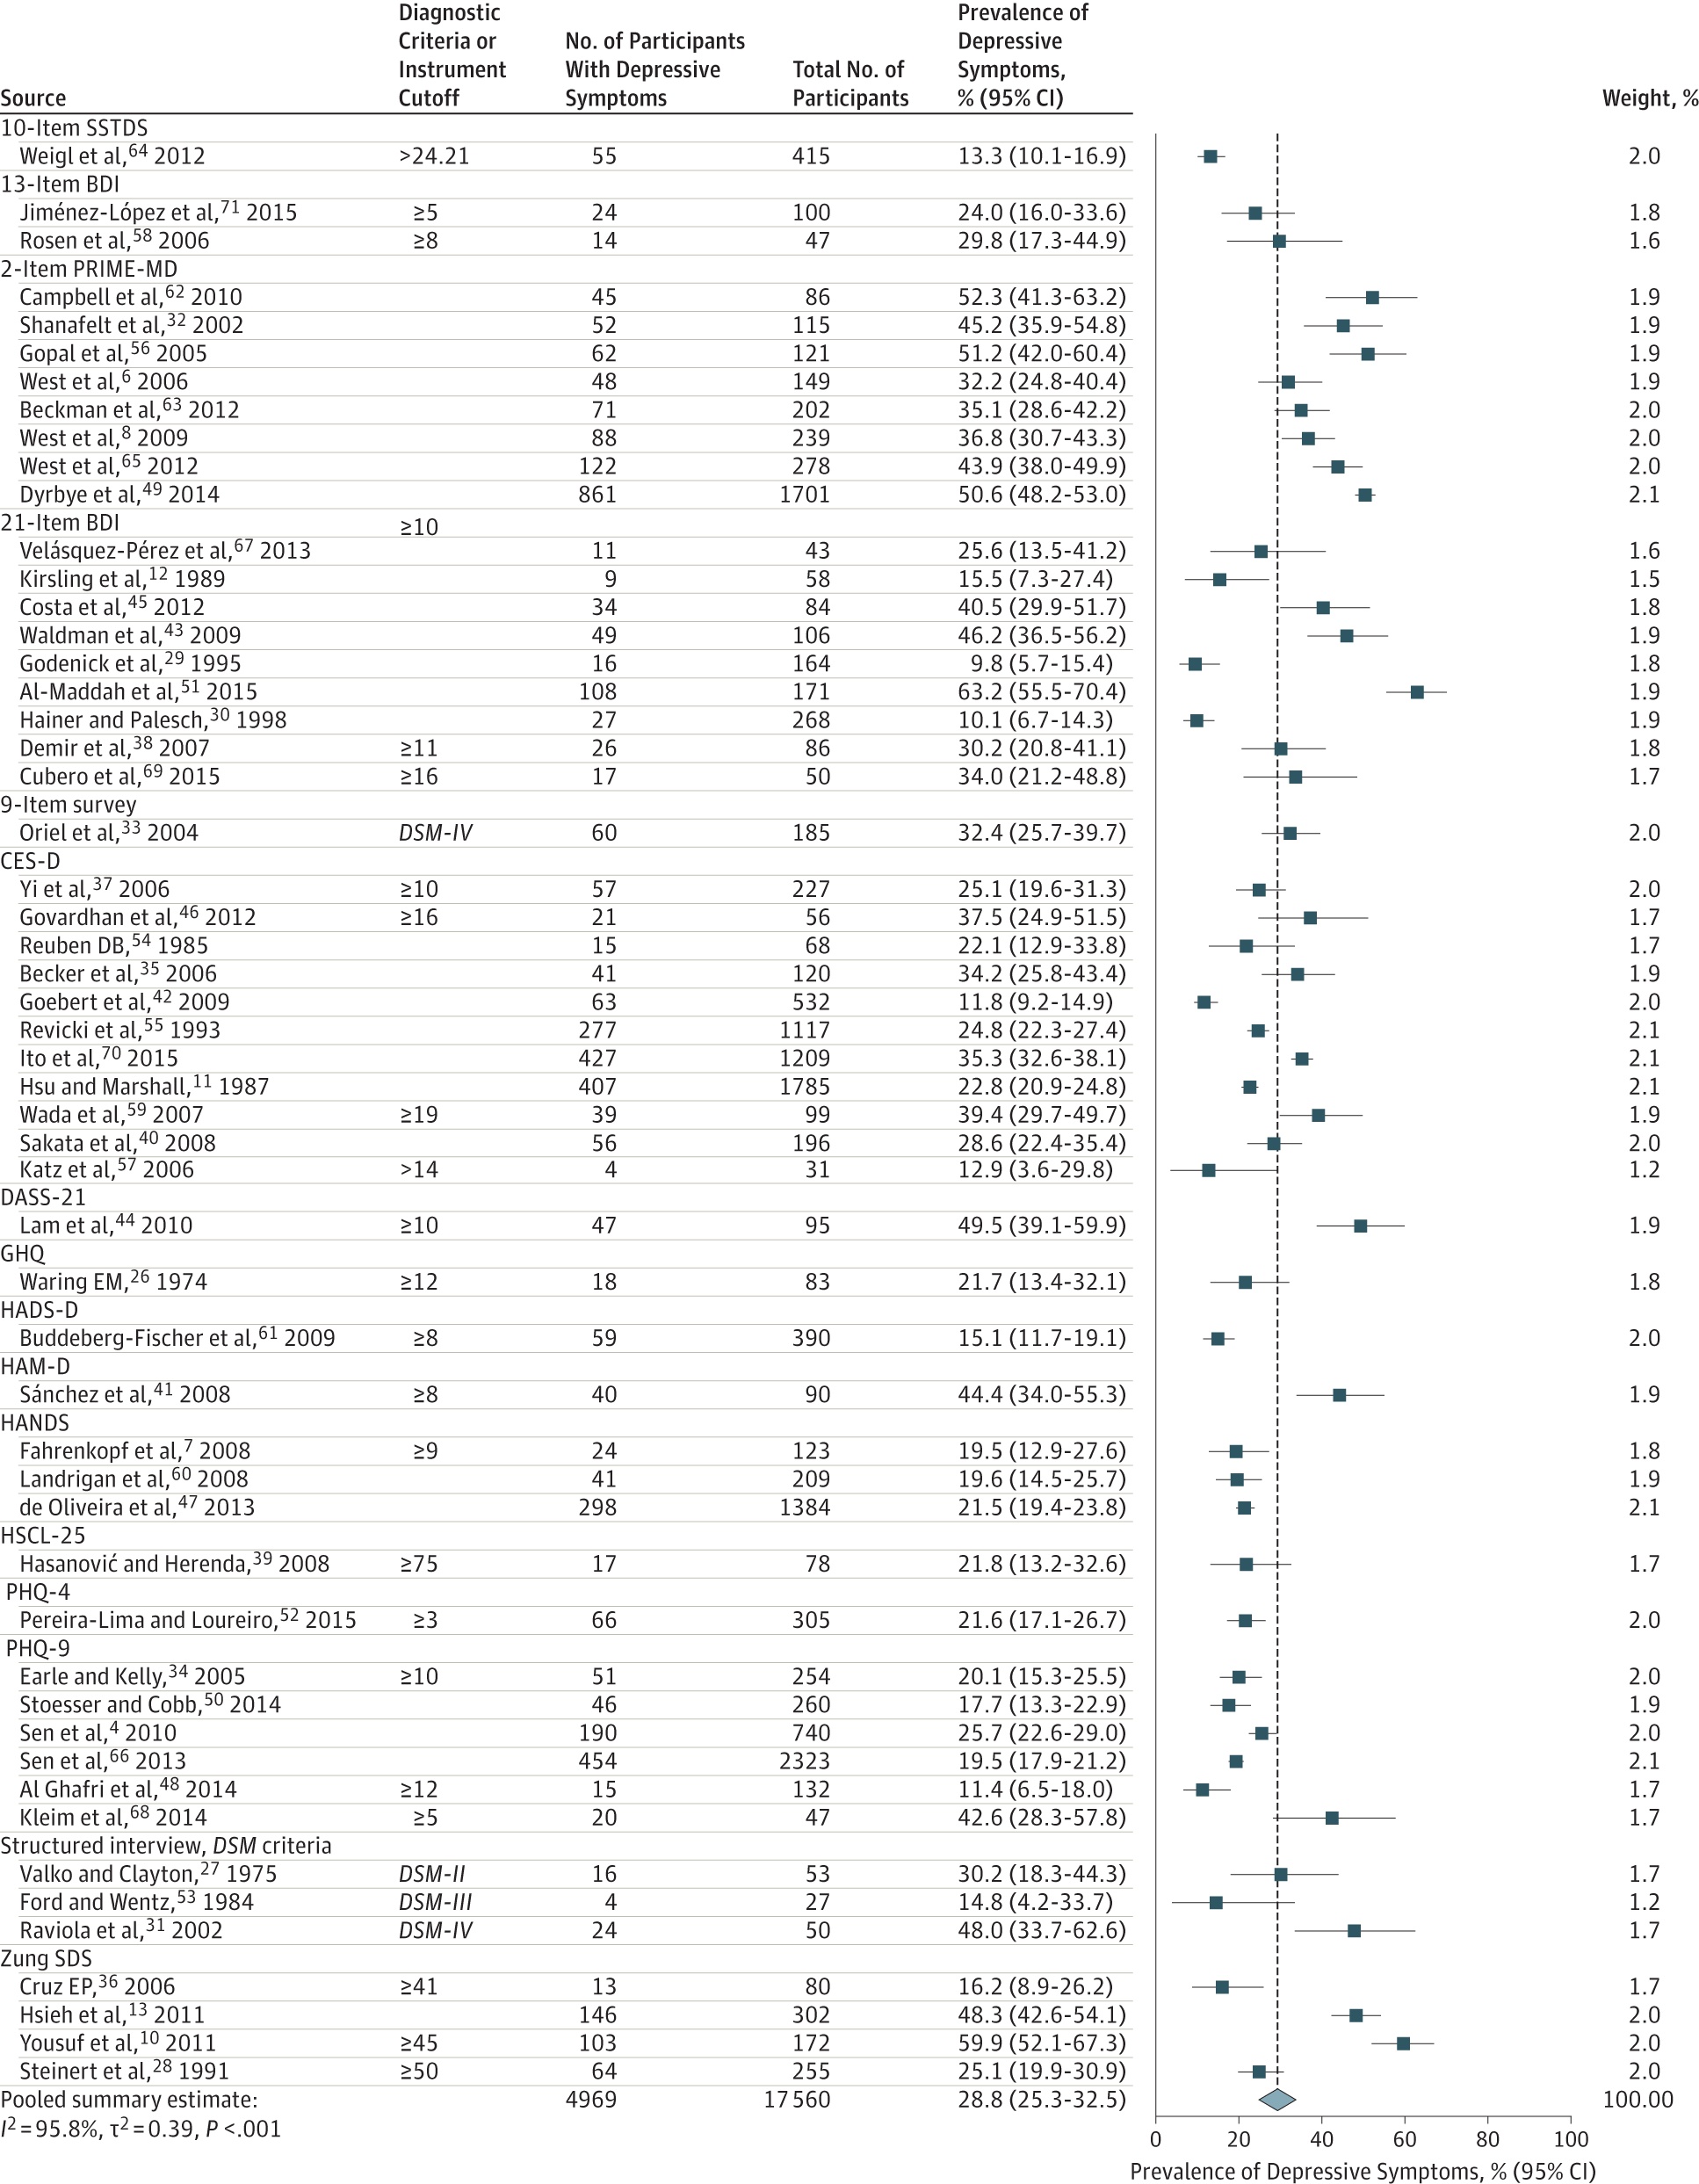 Source Diagnostic Criteria or Instrument Cutoff No. of Participants With Depressive Symptoms Total No. of Participants Prevalence of Depressive Symptoms, % (95% CI) Weight, %
10-Item SSTDS
Weigl et al,64 2012 >24.21 55 415 13.3 (10.1-16.9) 2.0
13-Item BDI
Jiménez-López et al,71 2015 ≥5 24 100 24.0 (16.0-33.6) 1.8
Rosen et al,58 2006 ≥8 14 47 29.8 (17.3-44.9) 1.6
2-Item PRIME-MD
Campbell et al,62 2010 45 86 52.3 (41.3-63.2) 1.9
Shanafelt et al,32 2002 52 115 45.2 (35.9-54.8) 1.9
Gopal et al,56 2005 62 121 51.2 (42.0-60.4) 1.9
West et al,6 2006 48 149 32.2 (24.8-40.4) 1.9
Beckman et al,63 2012 71 202 35.1 (28.6-42.2) 2.0
West et al,8 2009 88 239 36.8 (30.7-43.3) 2.0
West et al,65 2012 122 278 43.9 (38.0-49.9) 2.0
Dyrbye et al,49 2014 861 1701 50.6 (48.2-53.0) 2.1
21-Item BDI ≥10
Velásquez-Pérez et al,67 2013 11 43 25.6 (13.5-41.2) 1.6
Kirsling et al,12 1989 9 58 15.5 (7.3-27.4) 1.5
Costa et al,45 2012 34 84 40.5 (29.9-51.7) 1.8
Waldman et al,43 2009 49 106 46.2 (36.5-56.2) 1.9
Godenick et al,29 1995 16 164 9.8 (5.7-15.4) 1.8
Al-Maddah et al,51 2015 108 171 63.2 (55.5-70.4) 1.9
Hainer and Palesch,30 1998 27 268 10.1 (6.7-14.3) 1.9
Demir et al,38 2007 ≥11 26 86 30.2 (20.8-41.1) 1.8
Cubero et al,69 2015 ≥16 17 50 34.0 (21.2-48.8) 1.7
9-Item survey
Oriel et al,33 2004 DSM-IV 60 185 32.4 (25.7-39.7) 2.0
CES-D
Yi et al,37 2006 ≥10 57 227 25.1 (19.6-31.3) 2.0
Govardhan et al,46 2012 ≥16 21 56 37.5 (24.9-51.5) 1.7
Reuben DB,54 1985 15 68 22.1 (12.9-33.8) 1.7
Becker et al,35 2006 41 120 34.2 (25.8-43.4) 1.9
Goebert et al,42 2009 63 532 11.8 (9.2-14.9) 2.0
Revicki et al,55 1993 277 1117 24.8 (22.3-27.4) 2.1
Ito et al,70 2015 427 1209 35.3 (32.6-38.1) 2.1
Hsu and Marshall,11 1987 407 1785 22.8 (20.9-24.8) 2.1
Wada et al,59 2007 ≥19 39 99 39.4 (29.7-49.7) 1.9
Sakata et al,40 2008 56 196 28.6 (22.4-35.4) 2.0
Katz et al,57 2006 >14 4 31 12.9 (3.6-29.8) 1.2
DASS-21
Lam et al,44 2010 ≥10 47 95 49.5 (39.1-59.9) 1.9
GHQ
Waring EM,26 1974 ≥12 18 83 21.7 (13.4-32.1) 1.8
HADS-D
Buddeberg-Fischer et al,61 2009 ≥8 59 390 15.1 (11.7-19.1) 2.0
HAM-D
Sánchez et al,41 2008 ≥8 40 90 44.4 (34.0-55.3) 1.9
HANDS
Fahrenkopf et al,7 2008 ≥9 24 123 19.5 (12.9-27.6) 1.8
Landrigan et al,60 2008 41 209 19.6 (14.5-25.7) 1.9
de Oliveira et al,47 2013 298 1384 21.5 (19.4-23.8) 2.1
HSCL-25
Hasanović and Herenda,39 2008 ≥75 17 78 21.8 (13.2-32.6) 1.7
PHQ-4
Pereira-Lima and Loureiro,52 2015 ≥3 66 305 21.6 (17.1-26.7) 2.0
PHQ-9
Earle and Kelly,34 2005 ≥10 51 254 20.1 (15.3-25.5) 2.0
Stoesser and Cobb,50 2014 46 260 17.7 (13.3-22.9) 1.9
Sen et al,4 2010 190 740 25.7 (22.6-29.0) 2.0
Sen et al,66 2013 454 2323 19.5 (17.9-21.2) 2.1
Al Ghafri et al,48 2014 ≥12 15 132 11.4 (6.5-18.0) 1.7
Kleim et al,68 2014 ≥5 20 47 42.6 (28.3-57.8) 1.7
Structured interview, DSM criteria
Valko and Clayton,27 1975 DSM-II 16 53 30.2 (18.3-44.3) 1.7
Ford and Wentz,53 1984 DSM-III 4 27 14.8 (4.2-33.7) 1.2
Raviola et al,31 2002 DSM-IV 24 50 48.0 (33.7-62.6) 1.7
Zung SDS
Cruz EP,36 2006 ≥41 13 80 16.2 (8.9-26.2) 1.7
Hsieh et al,13 2011 146 302 48.3 (42.6-54.1) 2.0
Yousuf et al,10 2011 ≥45 103 172 59.9 (52.1-67.3) 2.0
Steinert et al,28 1991 ≥50 64 255 25.1 (19.9-30.9) 2.0
Pooled summary estimate: 4969 17 560 28.8 (25.3-32.5) 100.00
I2 = 95.8%, τ2 = 0.39, P <.001
0 20 40 60 80 100
Prevalence of Depressive Symptoms, % (95% CI)